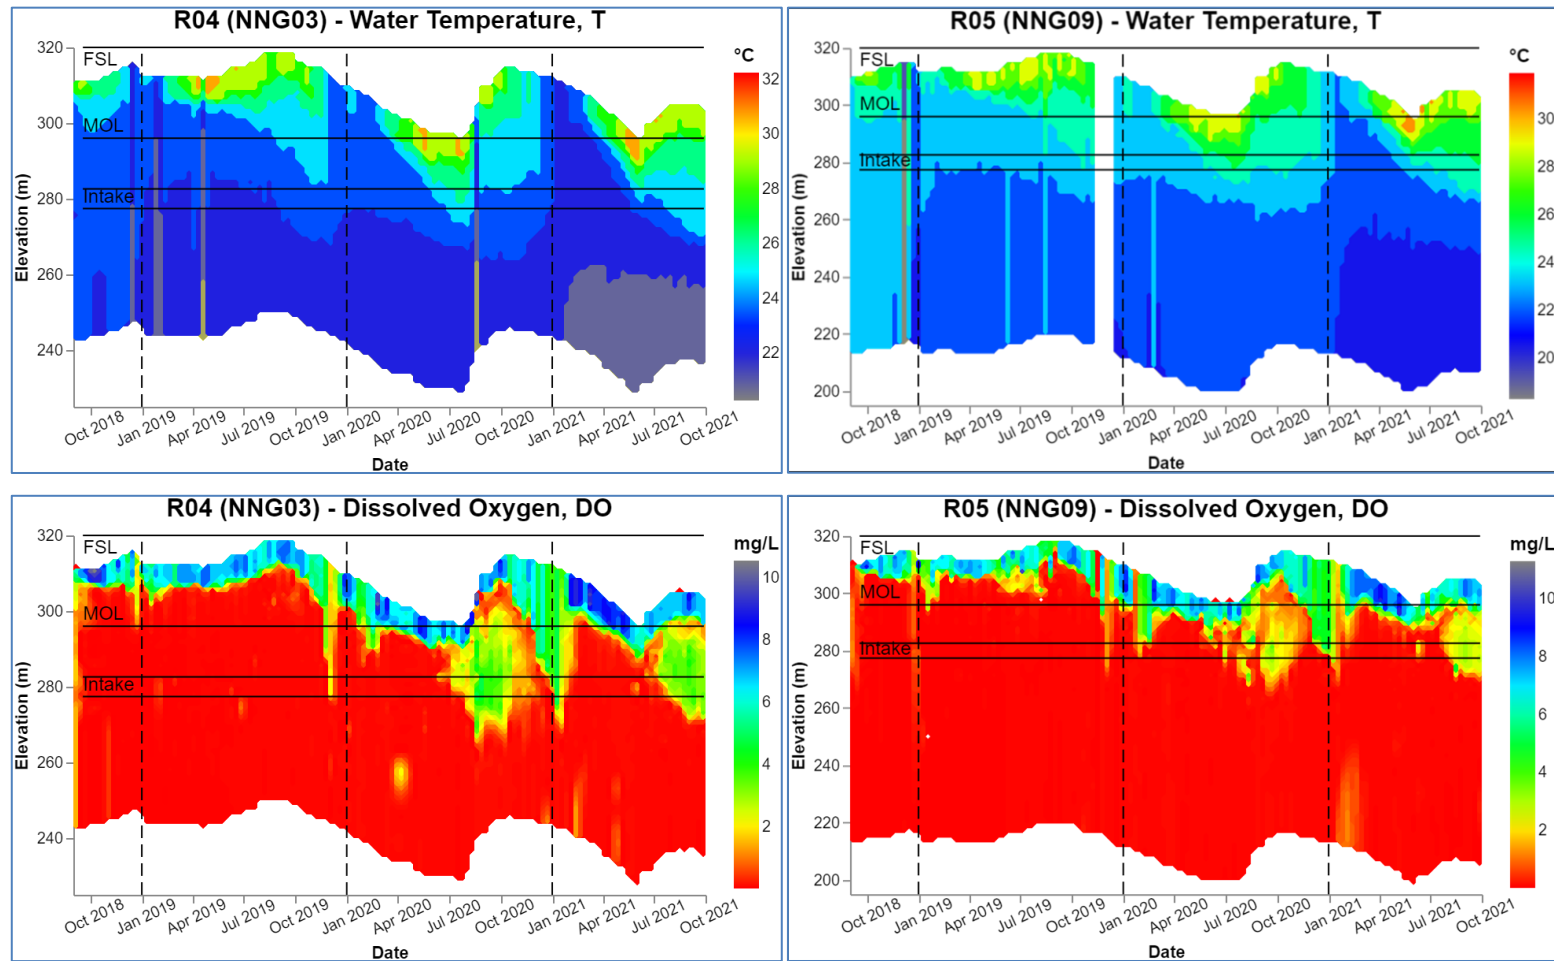 R04 (NNG03) - Water Temperature, T
°C
320
FSL
300
MOL
280
Intake
260
240
Elevation (m)
32
30
28
26
24
22
Oct 2018 Jan 2019 Apr 2019 Jul 2019 Oct 2019 Jan 2020 Apr 2020 Jul 2020 Oct 2020 Jan 2021 Apr 2021 Jul 2021 Oct 2021
Date
R05 (NNG09) - Water Temperature, T
°C
320
FSL
300
MOL
280
Intake
260
240
220
200
Elevation (m)
30
28
26
24
22
20
Oct 2018 Jan 2019 Apr 2019 Jul 2019 Oct 2019 Jan 2020 Apr 2020 Jul 2020 Oct 2020 Jan 2021 Apr 2021 Jul 2021 Oct 2021
Date
R04 (NNG03) - Dissolved Oxygen, DO
mg/L
320
FSL
300
MOL
280
Intake
260
240
Elevation (m)
10
8
6
4
2
Oct 2018 Jan 2019 Apr 2019 Jul 2019 Oct 2019 Jan 2020 Apr 2020 Jul 2020 Oct 2020 Jan 2021 Apr 2021 Jul 2021 Oct 2021
Date
R05 (NNG09) - Dissolved Oxygen, DO
mg/L
320
FSL
300
MOL
280
Intake
260
240
220
200
Elevation (m)
10
8
6
4
2
Oct 2018 Jan 2019 Apr 2019 Jul 2019 Oct 2019 Jan 2020 Apr 2020 Jul 2020 Oct 2020 Jan 2021 Apr 2021 Jul 2021 Oct 2021
Date